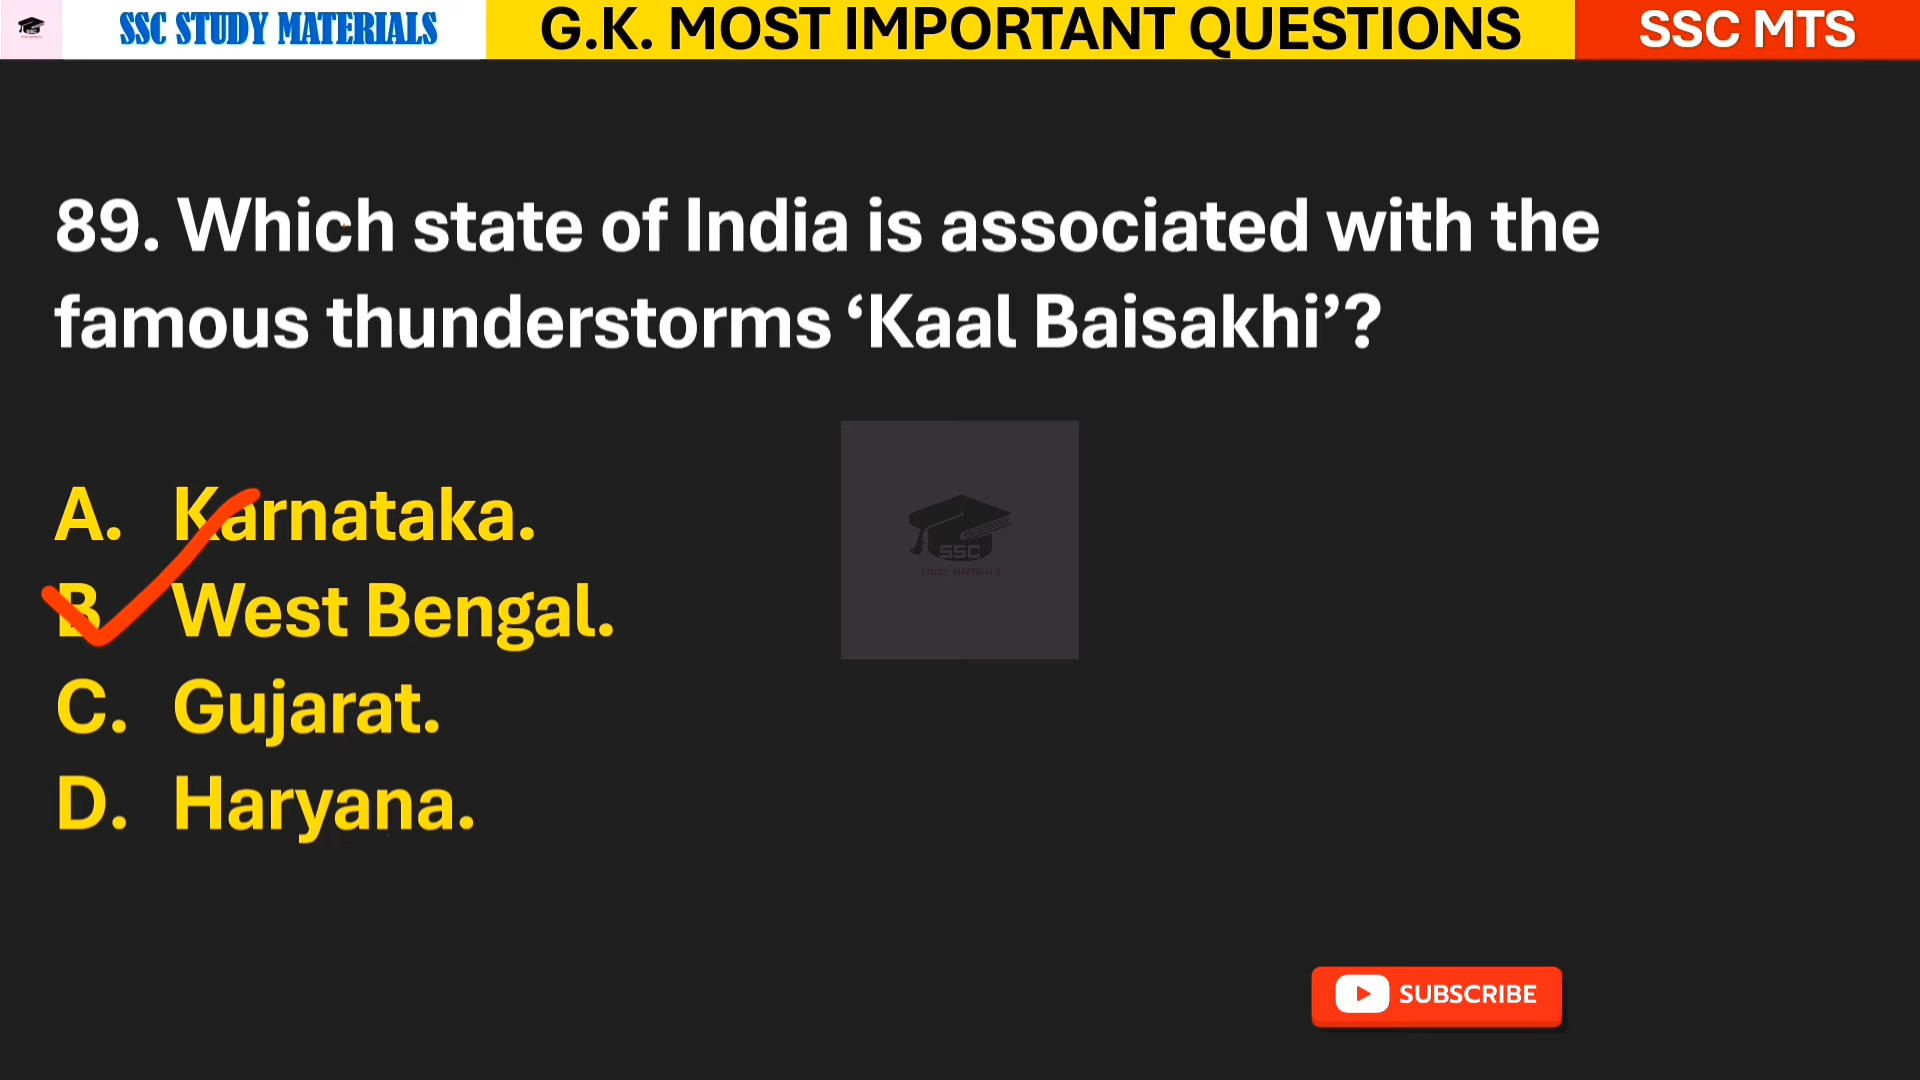 SSC STUDY MATERIALS
G.K. MOST IMPORTANT QUESTIONS
SSC MTS
89. Which state of India is associated with the
famous thunderstorms ‘Kaal Baisakhi’?
A. Karnataka.
B. West Bengal.
C. Gujarat.
D. Haryana.
SSC
STUDY MATERIALS
SUBSCRIBE